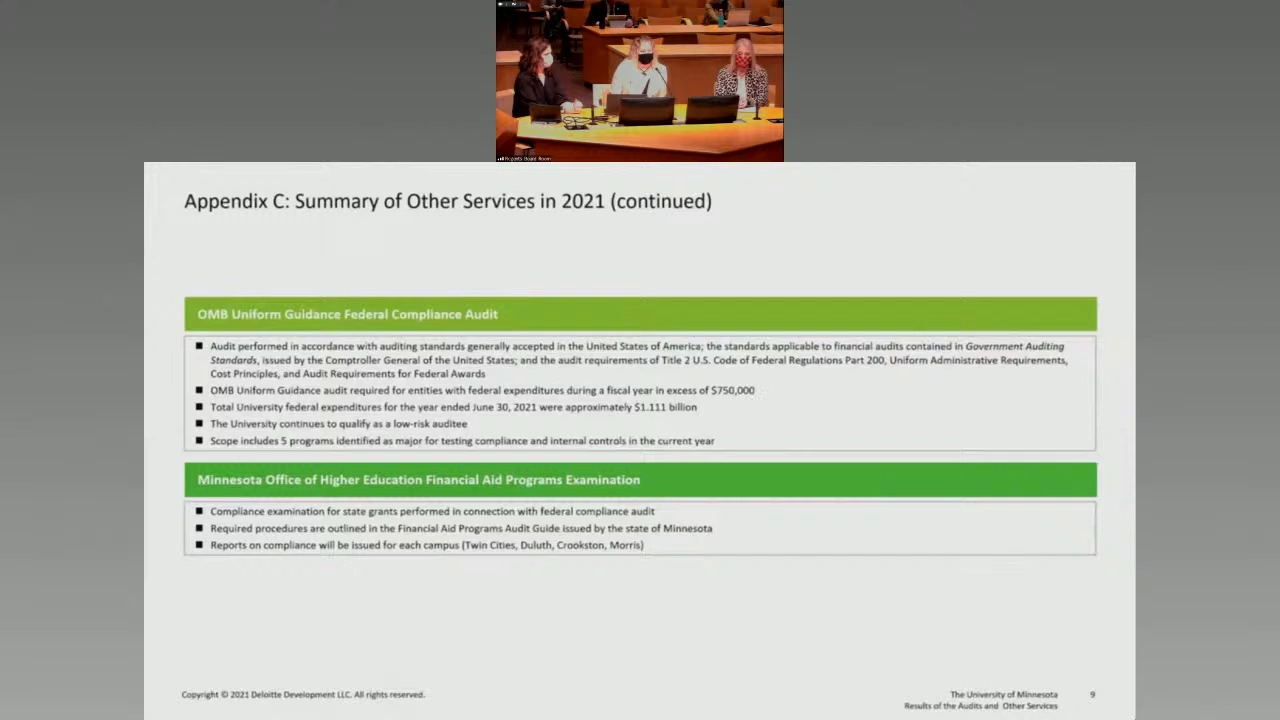 Regents Board Room
Appendix C: Summary of Other Services in 2021 (continued)
OMB Uniform Guidance Federal Compliance Audit
■ Audit performed in accordance with auditing standards generally accepted in the United States of America; the standards applicable to financial audits contained in Government Auditing
Standards, issued by the Comptroller General of the United States; and the audit requirements of Title 2 U.S. Code of Federal Regulations Part 200, Uniform Administrative Requirements,
Cost Principles, and Audit Requirements for Federal Awards
■ OMB Uniform Guidance audit required for entities with federal expenditures during a fiscal year in excess of $750,000
■ Total University federal expenditures for the year ended June 30, 2021 were approximately $1.111 billion
■ The University continues to qualify as a low-risk auditee
■ Scope includes 5 programs identified as major for testing compliance and internal controls in the current year
Minnesota Office of Higher Education Financial Aid Programs Examination
■ Compliance examination for state grants performed in connection with federal compliance audit
■ Required procedures are outlined in the Financial Aid Programs Audit Guide issued by the state of Minnesota
■ Reports on compliance will be issued for each campus (Twin Cities, Duluth, Crookston, Morris)
Copyright © 2021 Deloitte Development LLC. All rights reserved.
The University of Minnesota 9
Results of the Audits and Other Services